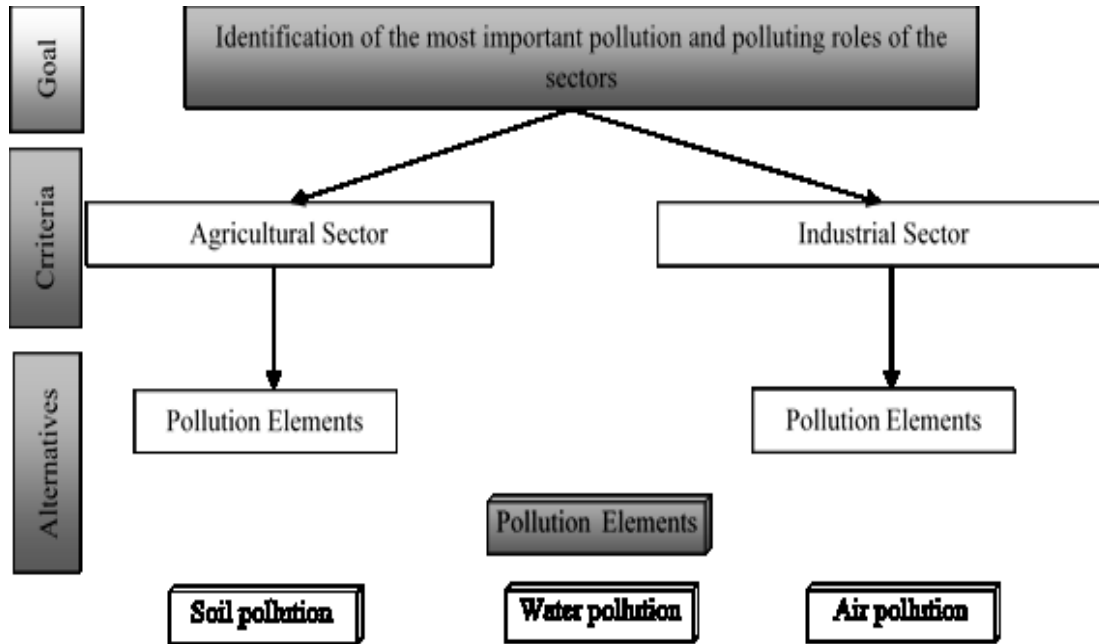 Goal
Identification of the most important pollution and polluting roles of the
sectors
Crriteria
Agricultural Sector
Industrial Sector
Alternatives
Pollution Elements
Pollution Elements
Pollution Elements
Soil pollution
Water pollution
Air pollution